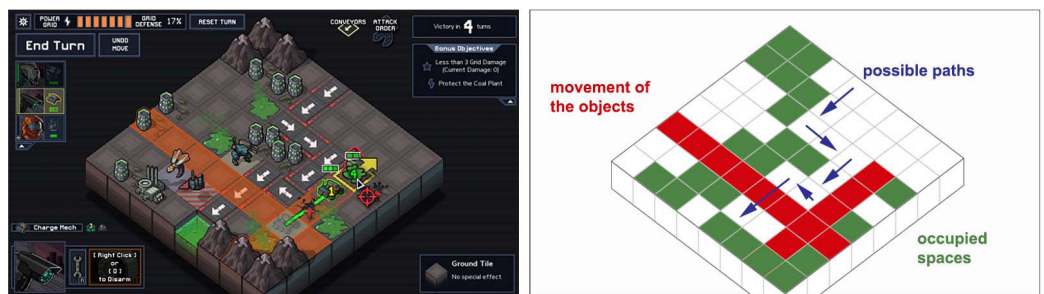 POWER
GRID
GRID
DEFENSE 17%
RESET TURN
End Turn
UNDO
MOVE
CONVEYORS
ATTACK
ORDER
Victory in 4 turns
Bonus Objectives
Less than 3 Grid Damage
(Current Damage: 0)
Protect the Coal Plant
4
1
Charge Mech
[ Right Click ]
or
to Disarm
Ground Tile
No special effect.
movement of
the objects
possible paths
occupied
spaces